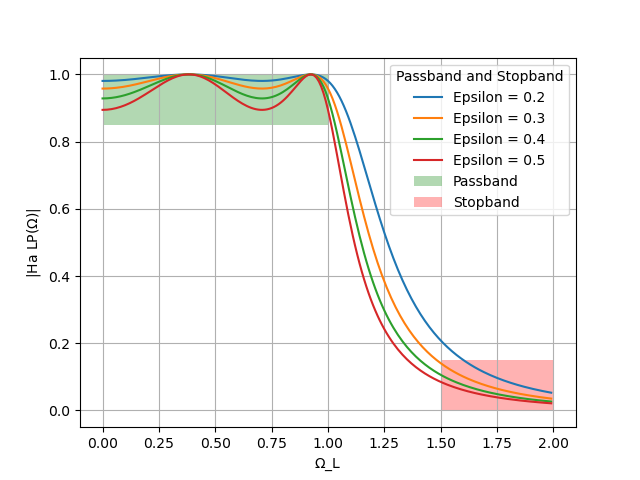 Passband and Stopband
Epsilon = 0.2
Epsilon = 0.3
Epsilon = 0.4
Epsilon = 0.5
Passband
Stopband
|Ha LP(Ω)|
1.0
0.8
0.6
0.4
0.2
0.0
0.00 0.25 0.50 0.75 1.00 1.25 1.50 1.75 2.00
Ω_L